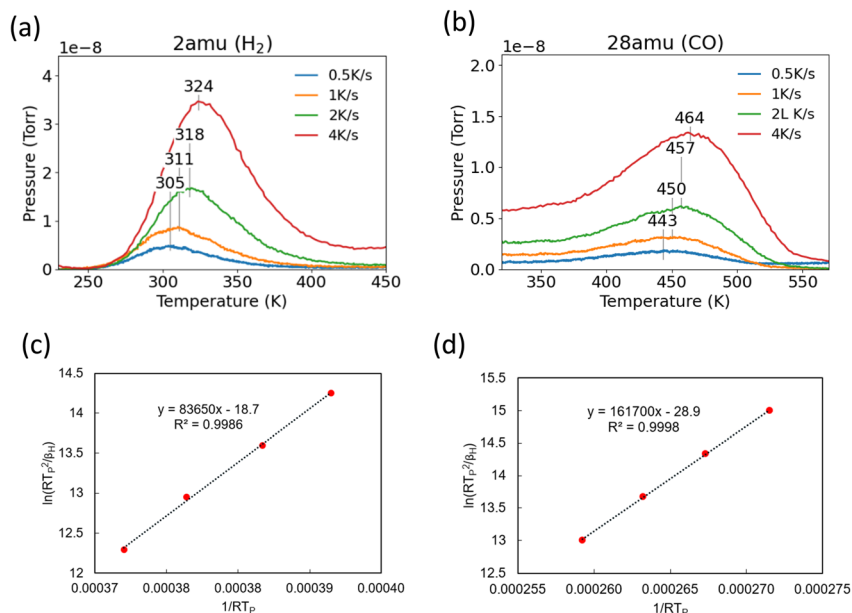 (a)
2amu (H₂)
1e−8
Pressure (Torr)
4
3
2
1
0
324
318
311
305
0.5K/s
1K/s
2K/s
4K/s
250 300 350 400 450
Temperature (K)
(b)
28amu (CO)
1e−8
Pressure (Torr)
2.0
1.5
1.0
0.5
0.0
464
457
450
443
0.5K/s
1K/s
2L K/s
4K/s
350 400 450 500 550
Temperature (K)
(c)
ln(RTₚ²/βH)
14.5
14
13.5
13
12.5
12
y = 83650x - 18.7
R² = 0.9986
0.00037 0.00038 0.00038 0.00039 0.00039 0.00040
1/RTₚ
(d)
ln(RTₚ²/βH)
15.5
15
14.5
14
13.5
13
12.5
y = 161700x - 28.9
R² = 0.9998
0.000255 0.000260 0.000265 0.000270 0.000275
1/RTₚ